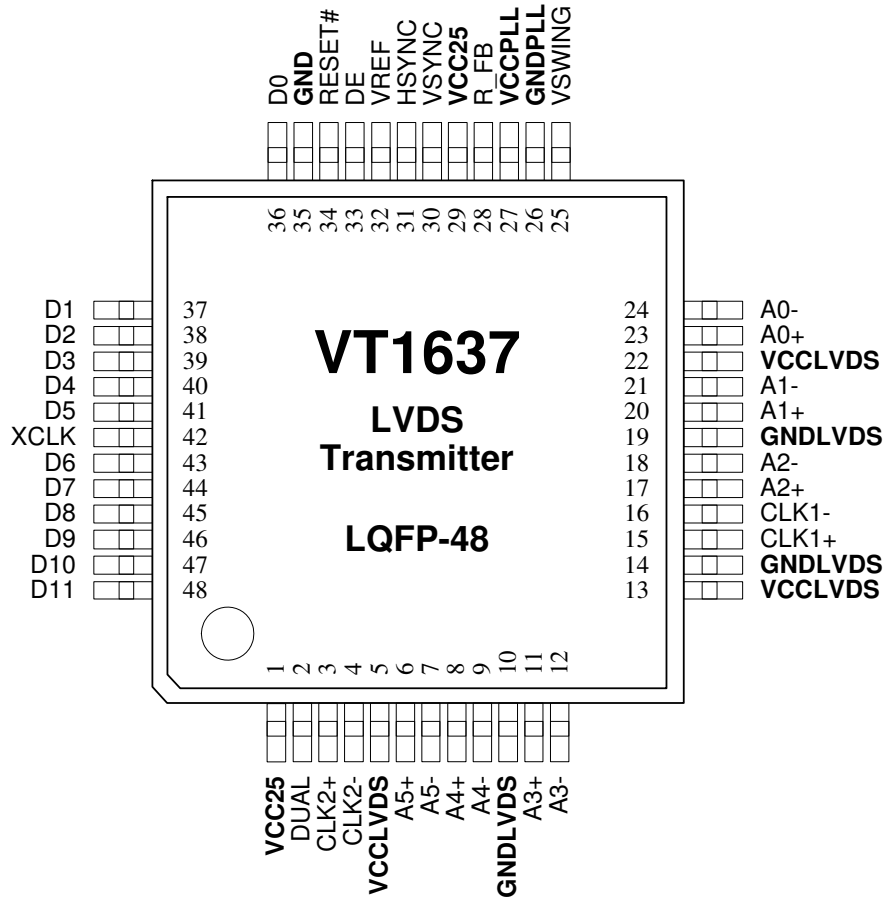 D0
GND
RESET#
DE
VREF
HSYNC
VSYNC
VCC25
R_FB
VCCPLL
GNDPLL
VSWING
36
35
34
33
32
31
30
29
28
27
26
25
D1 37
D2 38
D3 39
D4 40
D5 41
XCLK 42
D6 43
D7 44
D8 45
D9 46
D10 47
D11 48
VT1637
LVDS
Transmitter
LQFP-48
24 A0-
23 A0+
22 VCCLVDS
21 A1-
20 A1+
19 GNDLVDS
18 A2-
17 A2+
16 CLK1-
15 CLK1+
14 GNDLVDS
13 VCCLVDS
1
2
3
4
5
6
7
8
9
10
11
12
VCC25
DUAL
CLK2+
CLK2-
VCCLVDS
A5+
A5-
A4+
A4-
GNDLVDS
A3+
A3-